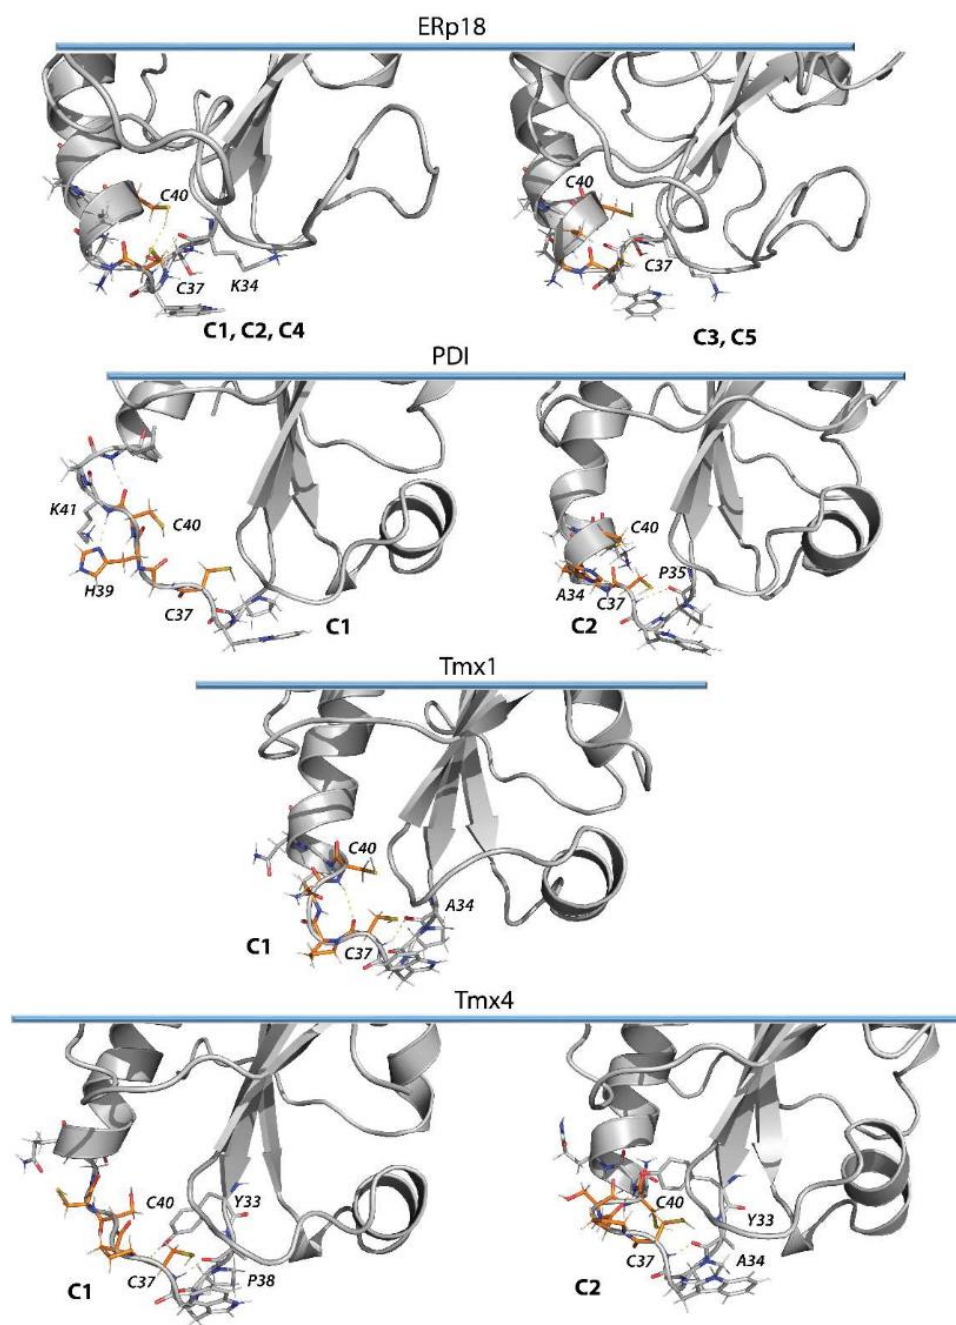 ERp18
C40
C37
K34
C1, C2, C4
C40
C37
C3, C5
PDI
K41
C40
H39
C37
C1
C40
P35
A34
C37
C2
Tmx1
C40
A34
C1
C37
Tmx4
C40
Y33
C37
P38
C1
C40
Y33
C37
A34
C2